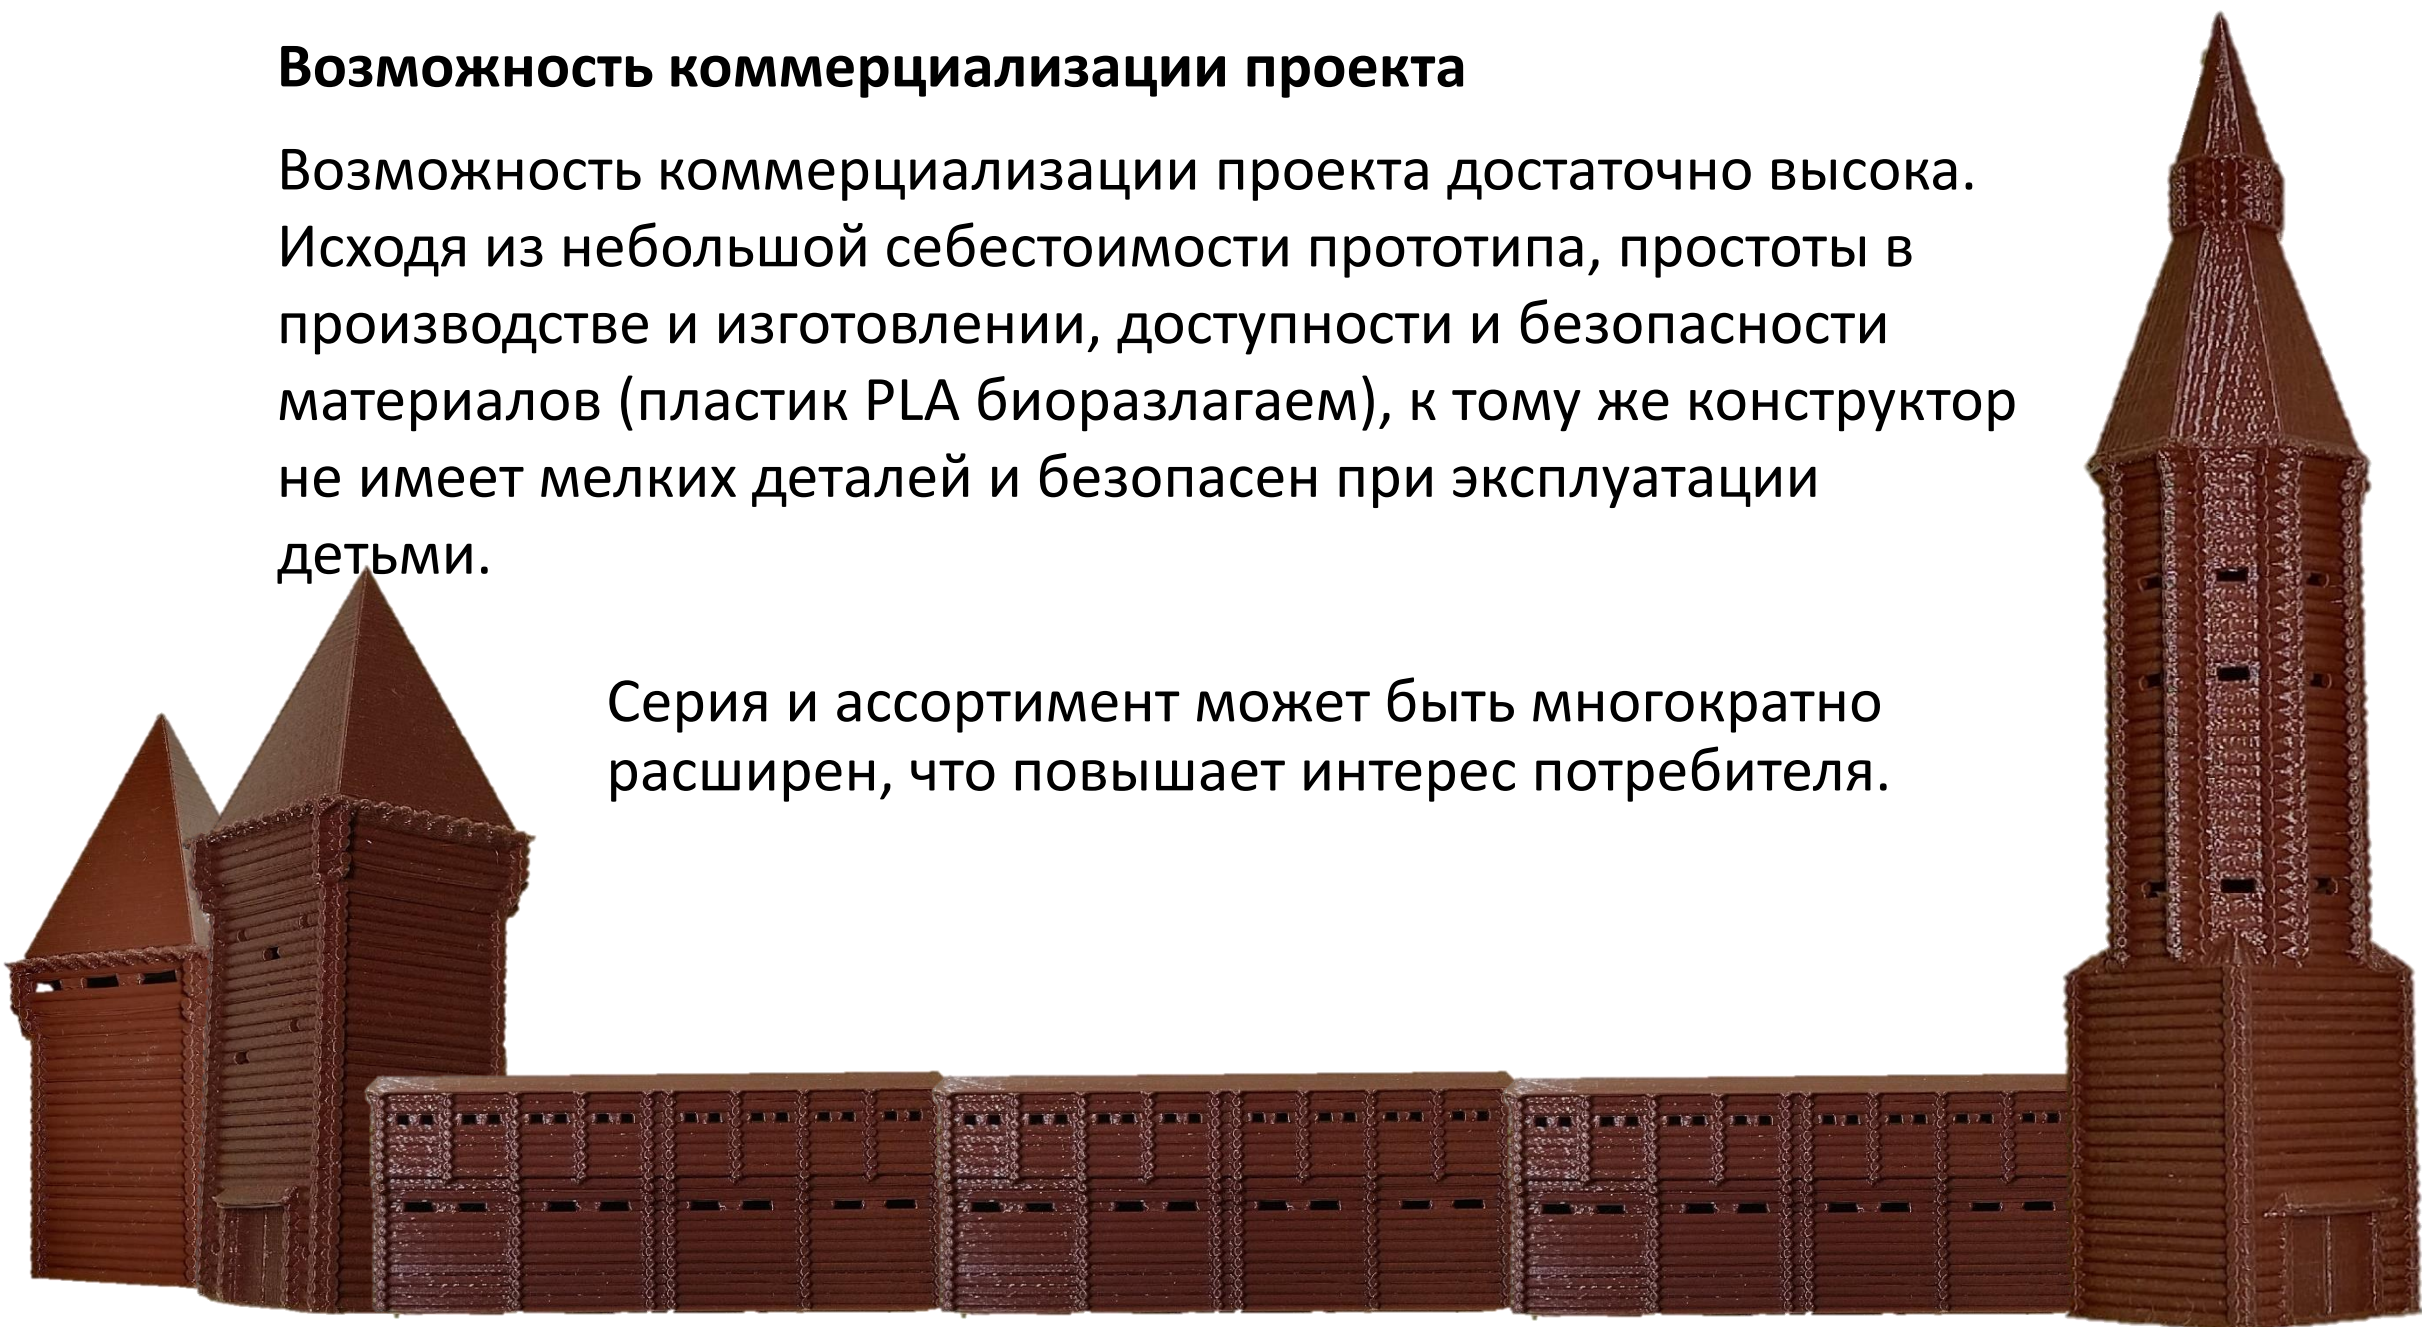 Возможность коммерциализации проекта
Возможность коммерциализации проекта достаточно высока.
Исходя из небольшой себестоимости прототипа, простоты в
производстве и изготовлении, доступности и безопасности
материалов (пластик PLA биоразлагаем), к тому же конструктор
не имеет мелких деталей и безопасен при эксплуатации
детьми.
Серия и ассортимент может быть многократно
расширен, что повышает интерес потребителя.